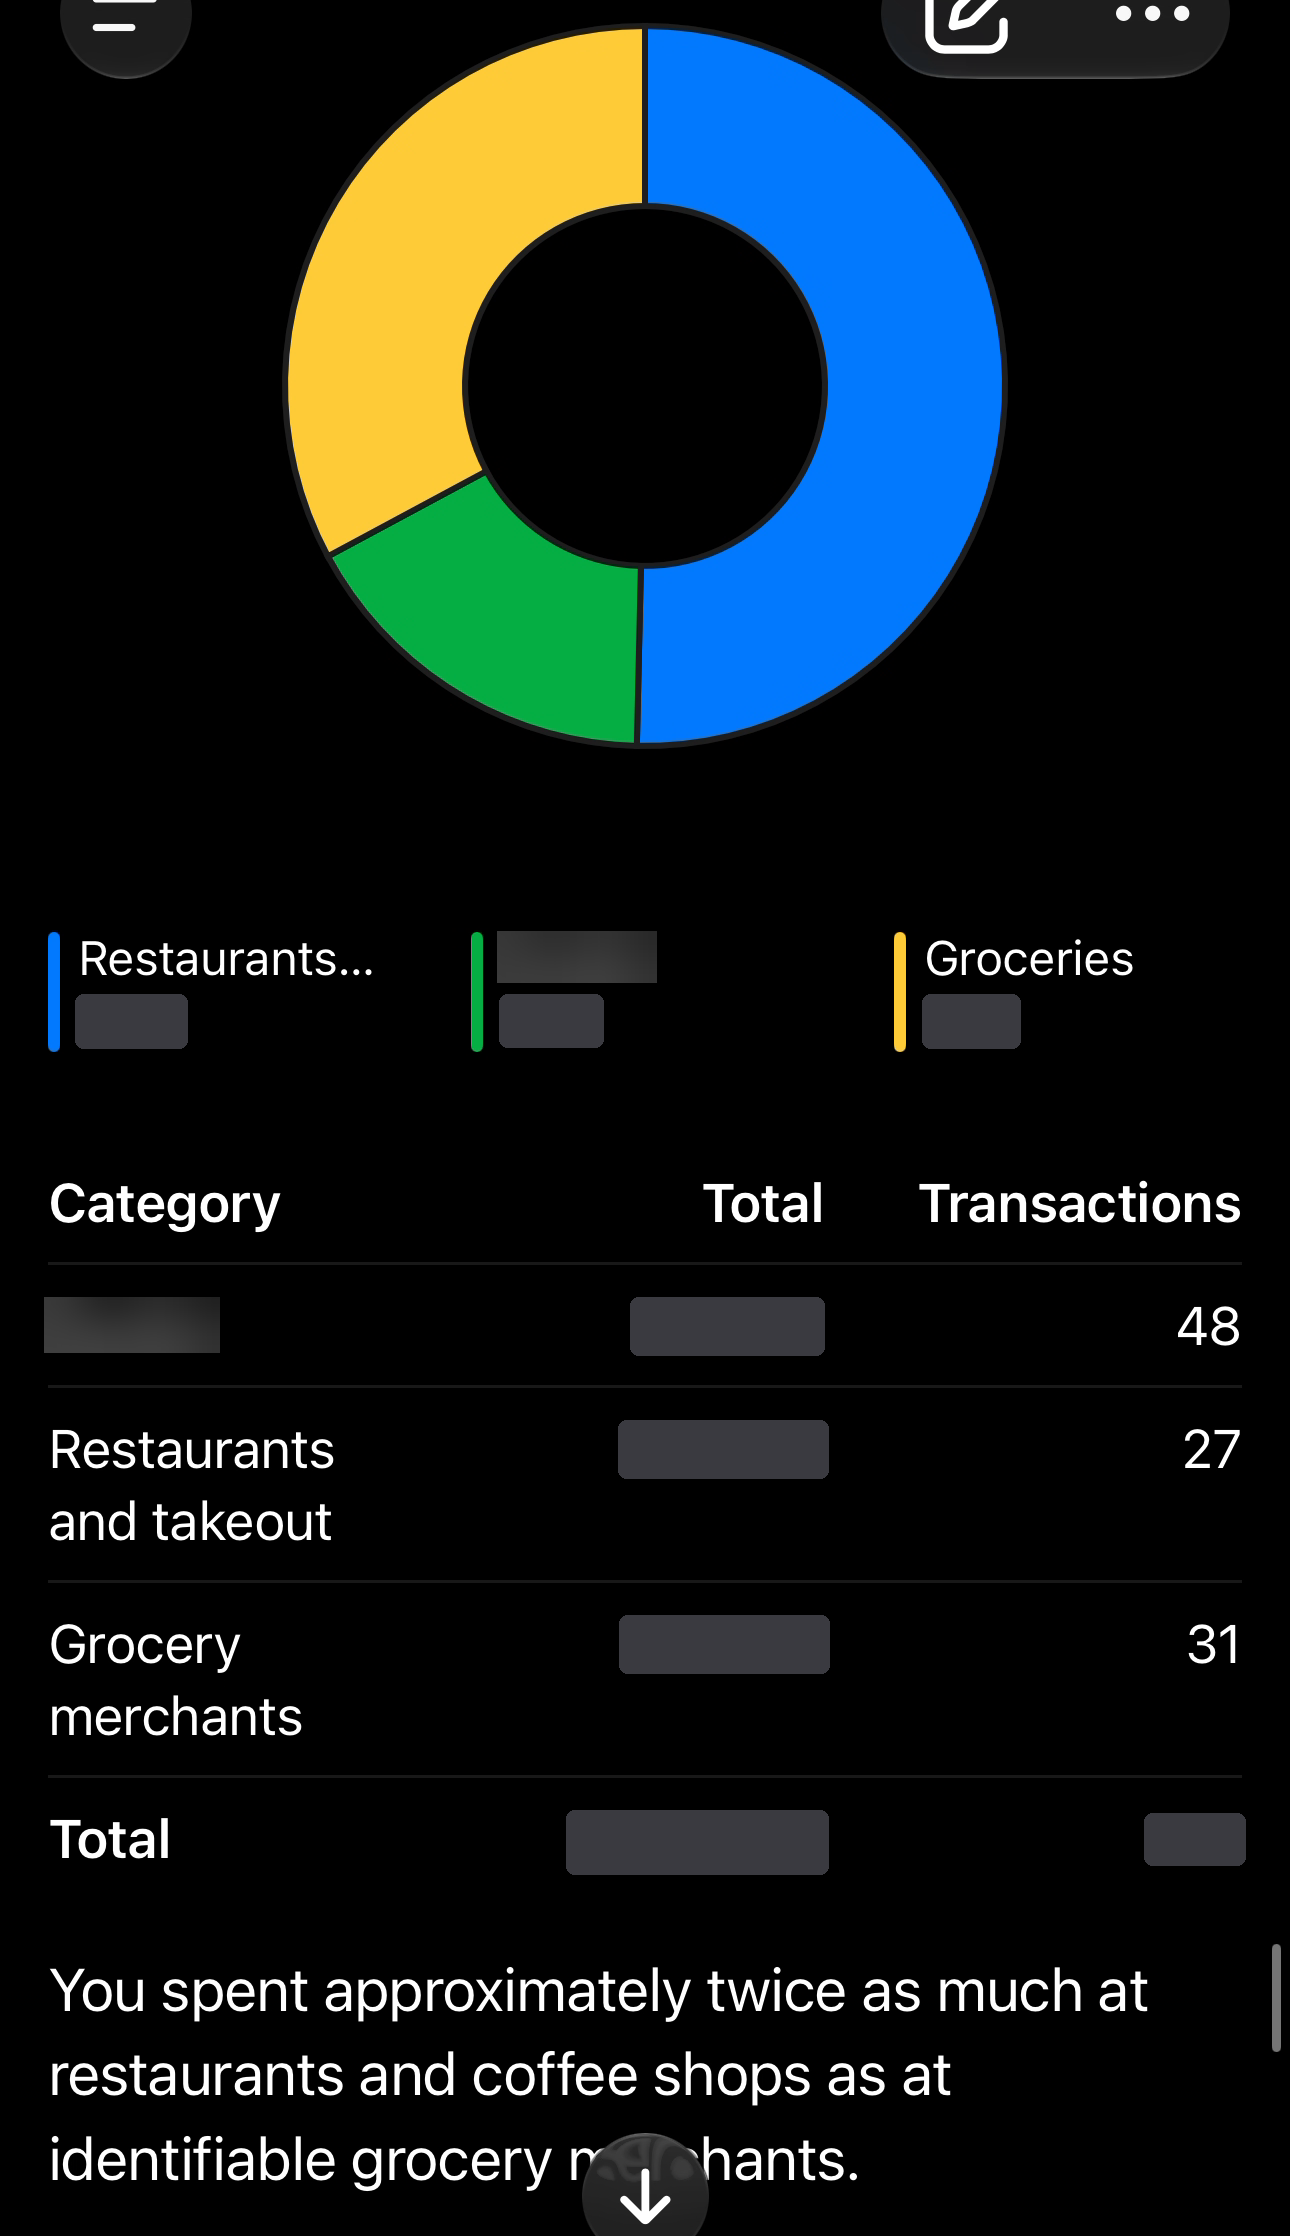 Restaurants...
Groceries
Category Total Transactions
48
Restaurants 27
and takeout
Grocery 31
merchants
Total
You spent approximately twice as much at
restaurants and coffee shops as at
identifiable grocery merchants.